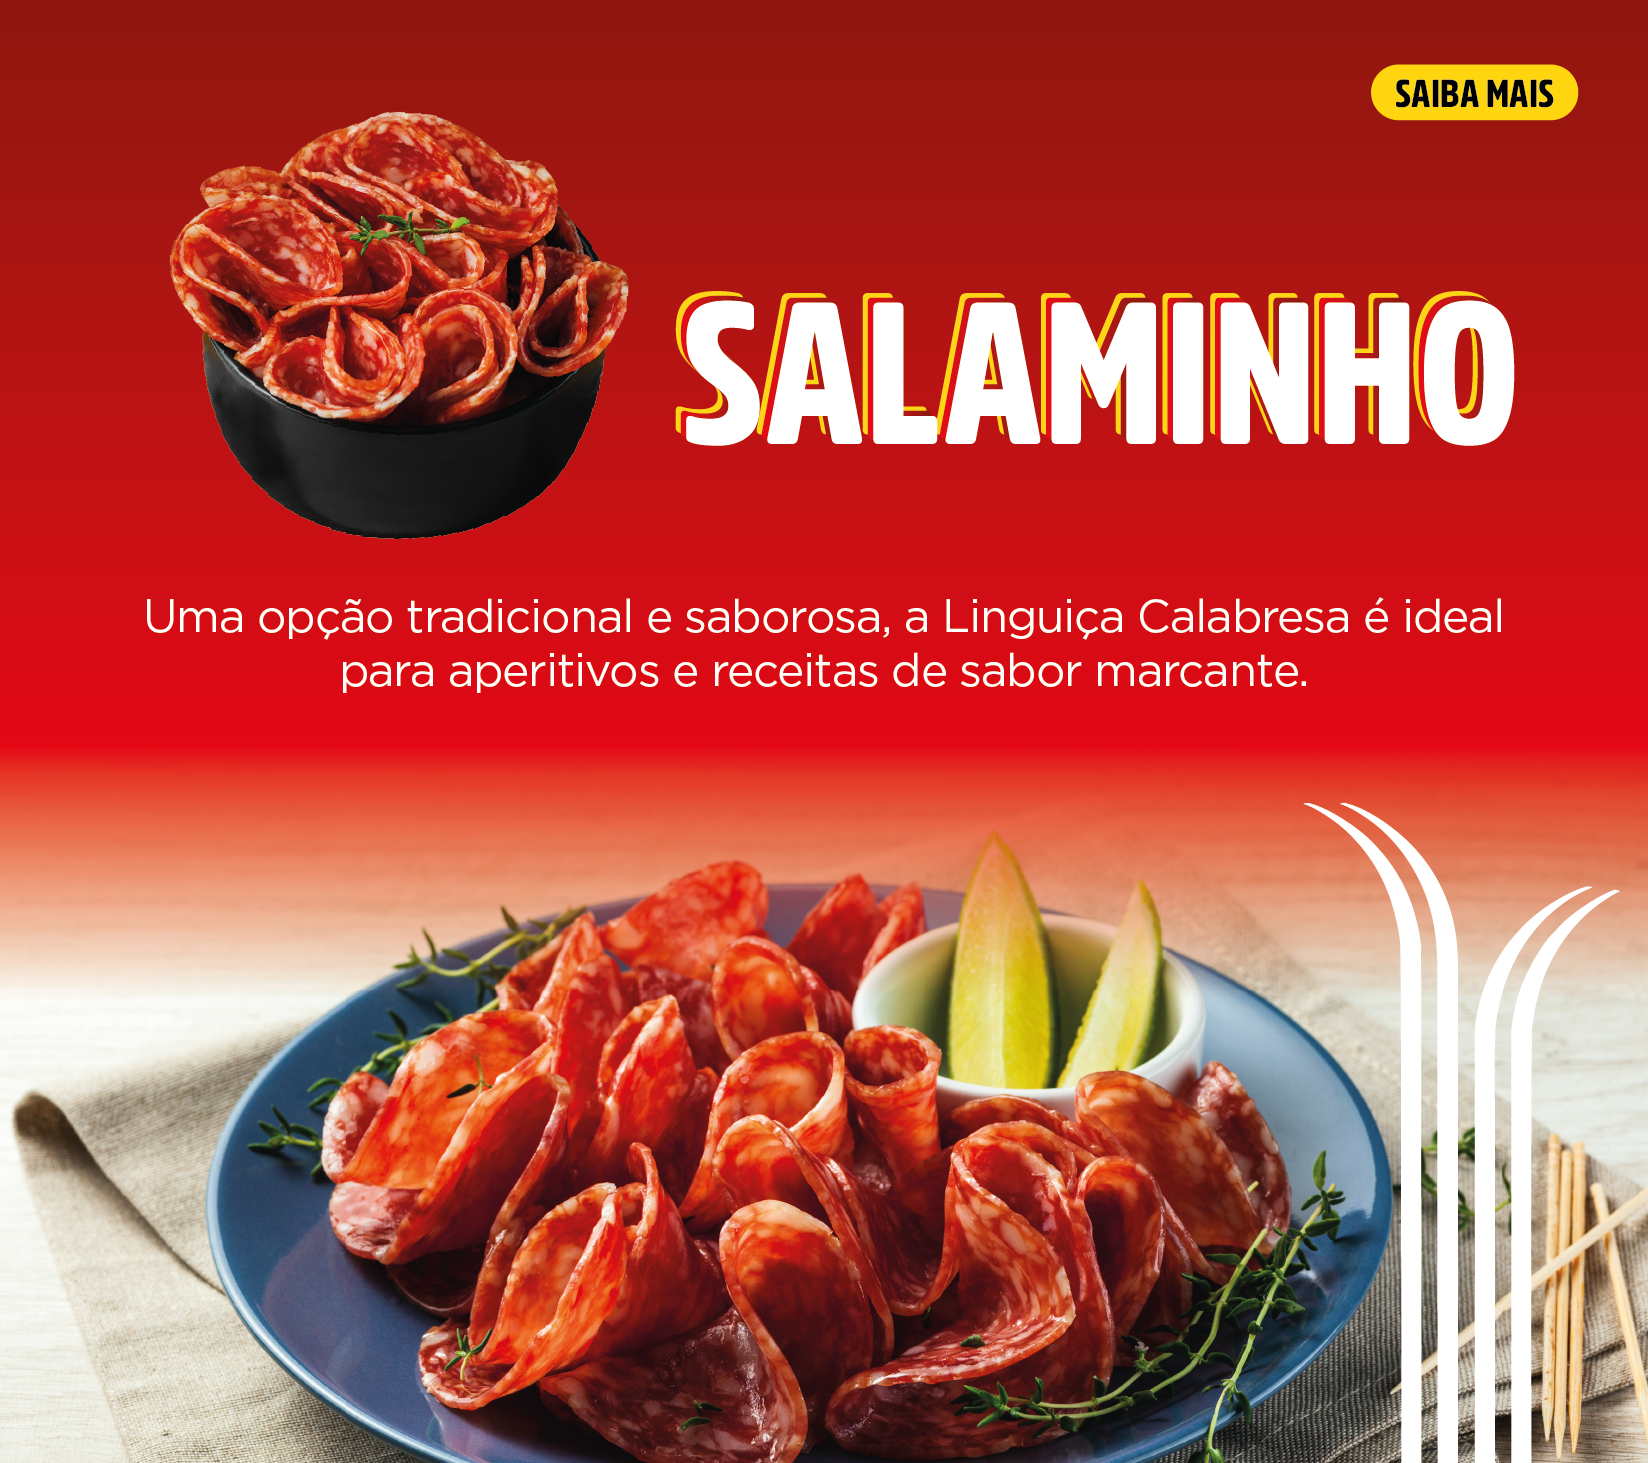 SAIBA MAIS
SALAMINHO
Uma opção tradicional e saborosa, a Linguiça Calabresa é ideal
para aperitivos e receitas de sabor marcante.